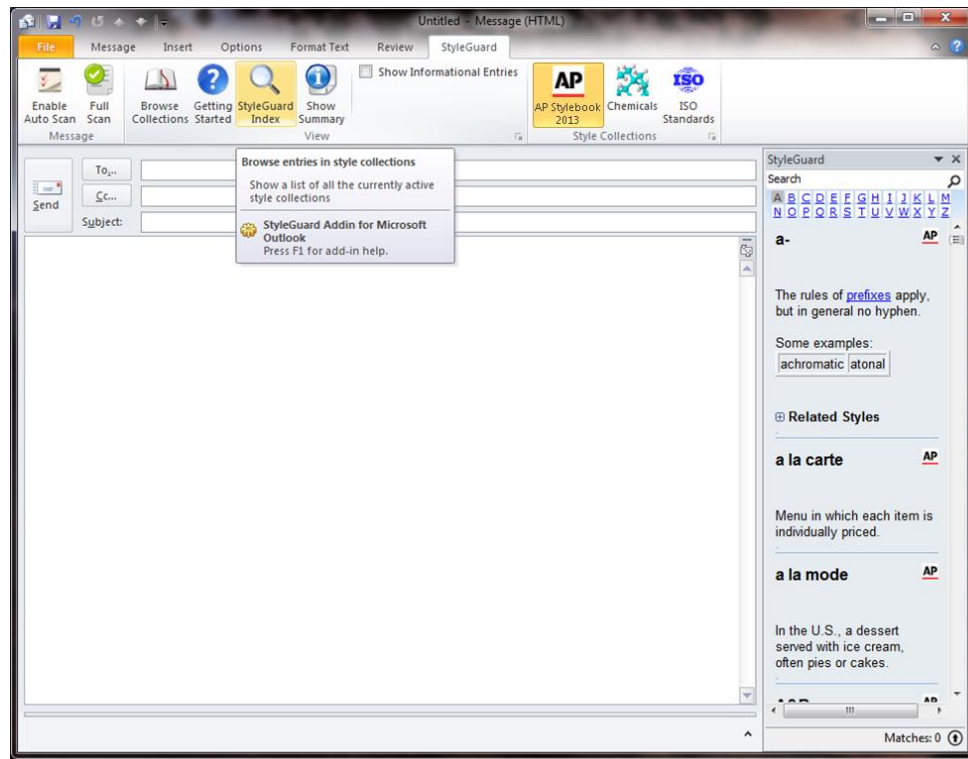 Untitled - Message (HTML)
File Message Insert Options Format Text Review StyleGuard
Enable Auto Scan
Full Scan
Browse Collections
Getting Started
StyleGuard Index
Show Summary
Show Informational Entries
AP
AP Stylebook 2013
Chemicals
ISO
ISO Standards
Message
View
Style Collections
Browse entries in style collections
Show a list of all the currently active
style collections
StyleGuard Addin for Microsoft
Outlook
Press F1 for add-in help.
Send
To...
Cc...
Subject:
StyleGuard
Search
A B C D E F G H I J K L M
N O P Q R S T U V W X Y Z
a- AP
The rules of prefixes apply,
but in general no hyphen.
Some examples:
achromatic atonal
Related Styles
a la carte AP
Menu in which each item is
individually priced.
a la mode AP
In the U.S., a dessert
served with ice cream,
often pies or cakes.
Matches: 0